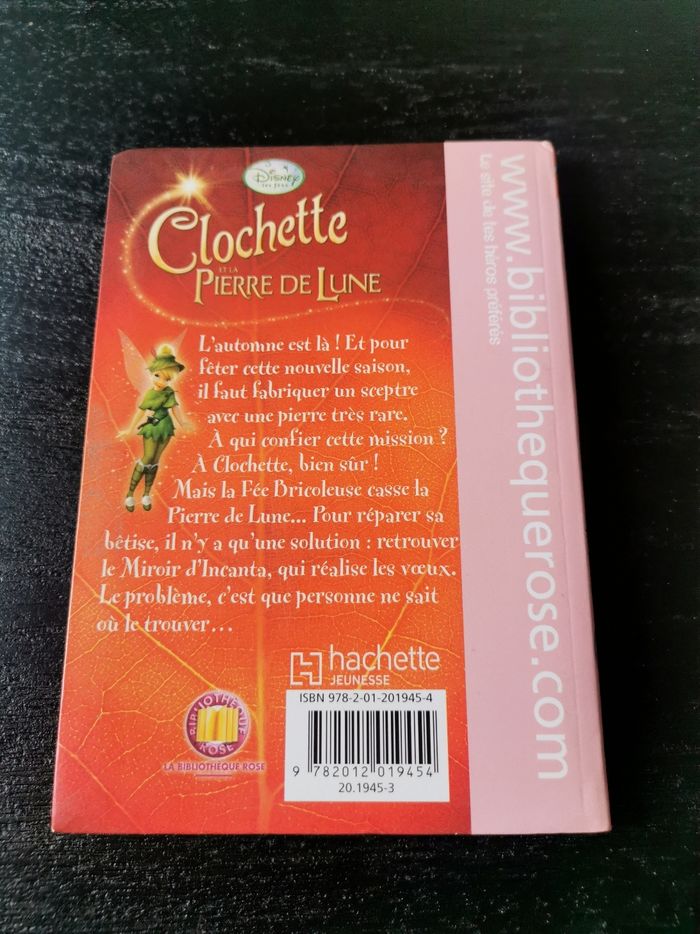 Disney
les fées
Clochette
ET LA
PIERRE DE LUNE
L'automne est là ! Et pour
fêter cette nouvelle saison,
il faut fabriquer un sceptre
avec une pierre très rare.
À qui confier cette mission ?
À Clochette, bien sûr !
Mais la Fée Bricoleuse casse la
Pierre de Lune... Pour réparer sa
bêtise, il n'y a qu'une solution : retrouver
le Miroir d'Incanta, qui réalise les vœux.
Le problème, c'est que personne ne sait
où le trouver...
hachette
JEUNESSE
ISBN 978-2-01-201945-4
9 782012 019454
20.1945-3
BIBLIOTHÈQUE
ROSE
LA BIBLIOTHÈQUE ROSE
www.bibliothequerose.com
Le site de tes héros préférés